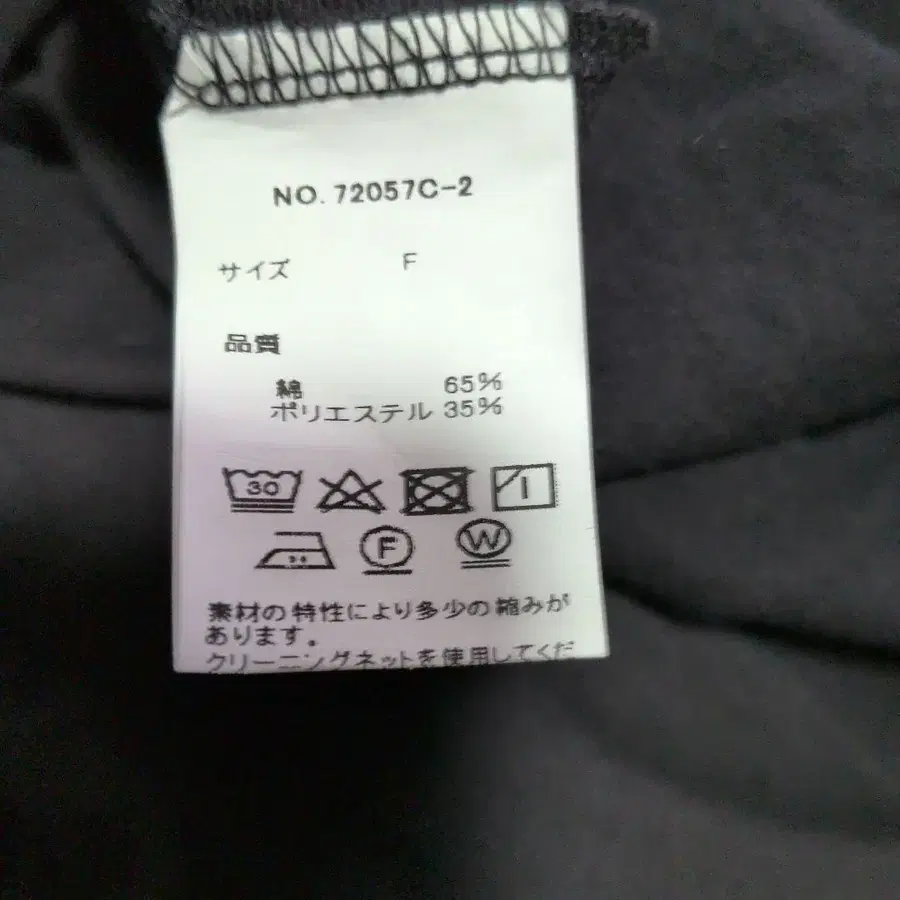 NO. 72057C-2
サイズ F
品質
綿 65%
ポリエステル 35%
30
F W
素材の特性により多少の縮みが
あります。
クリーニングネットを使用してくだ